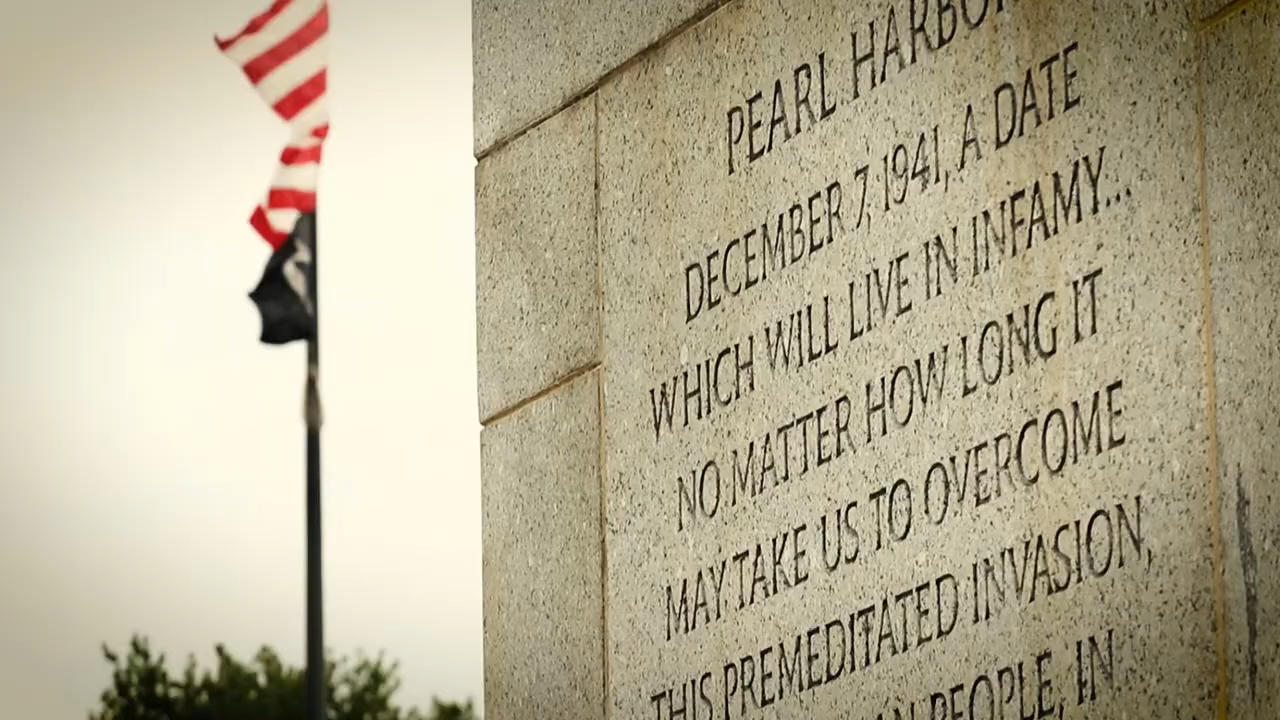 PEARL HARBOR
DECEMBER 7, 1941, A DATE
WHICH WILL LIVE IN INFAMY...
NO MATTER HOW LONG IT
MAY TAKE US TO OVERCOME
THIS PREMEDITATED INVASION,
PEOPLE, IN